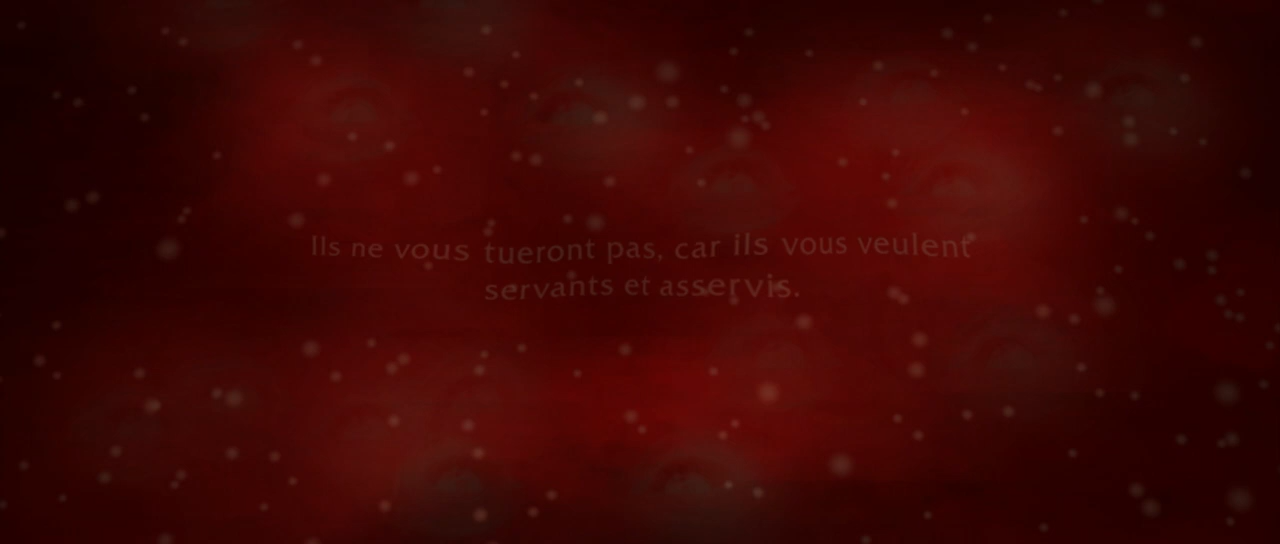 Ils ne vous tueront pas, car ils vous veulent
servants et asservis.